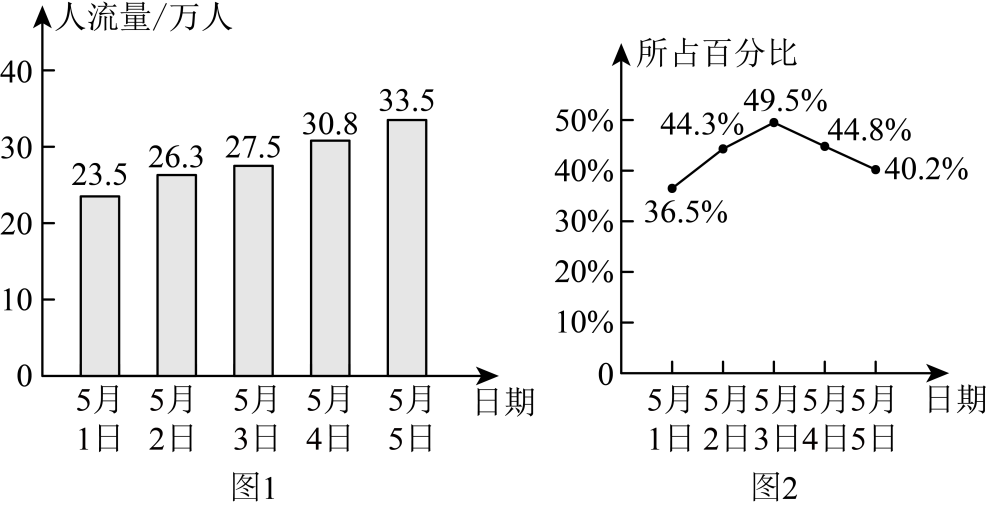 人流量/万人
40
30
20
10
0
23.5
26.3
27.5
30.8
33.5
5月
1日
5月
2日
5月
3日
5月
4日
5月
5日
日期
图1
所占百分比
50%
40%
30%
20%
10%
0
36.5%
44.3%
49.5%
44.8%
40.2%
5月
1日
5月
2日
5月
3日
5月
4日
5月
5日
日期
图2